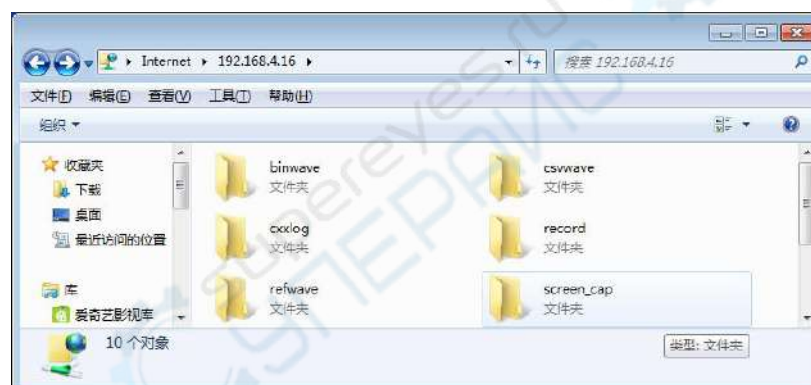 Internet ▸ 192.168.4.16 ▸
搜索 192.168.4.16
文件(F) 编辑(E) 查看(V) 工具(T) 帮助(H)
组织
收藏夹
下载
桌面
最近访问的位置
库
爱奇艺影视库
binwave
文件夹
csvwave
文件夹
cxxlog
文件夹
record
文件夹
refwave
文件夹
screen_cap
文件夹
10 个对象
类型: 文件夹
supereyes.ru
СУПЕРАЙС